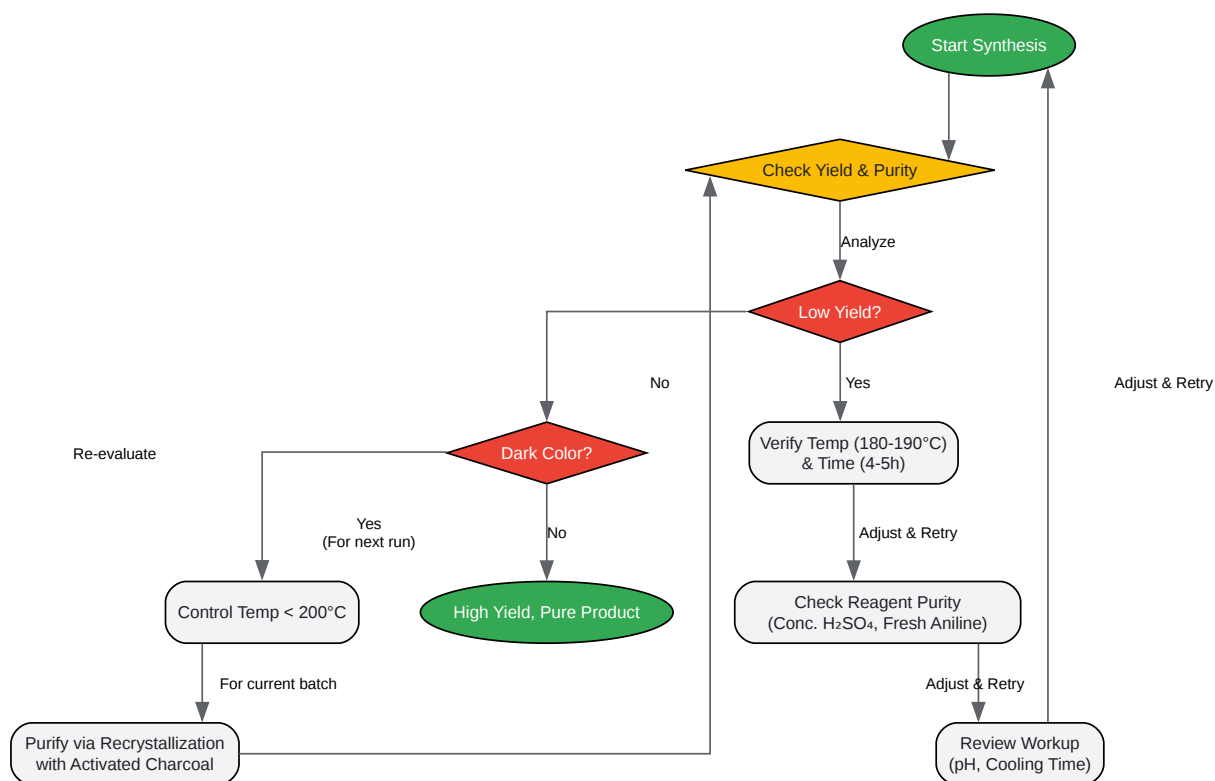 Start Synthesis
Check Yield & Purity
Analyze
Low Yield?
No
Yes
Adjust & Retry
Dark Color?
Verify Temp (180-190°C)
& Time (4-5h)
Re-evaluate
Yes
(For next run)
No
Adjust & Retry
Control Temp < 200°C
High Yield, Pure Product
Check Reagent Purity
(Conc. H₂SO₄, Fresh Aniline)
For current batch
Adjust & Retry
Purify via Recrystallization
with Activated Charcoal
Review Workup
(pH, Cooling Time)